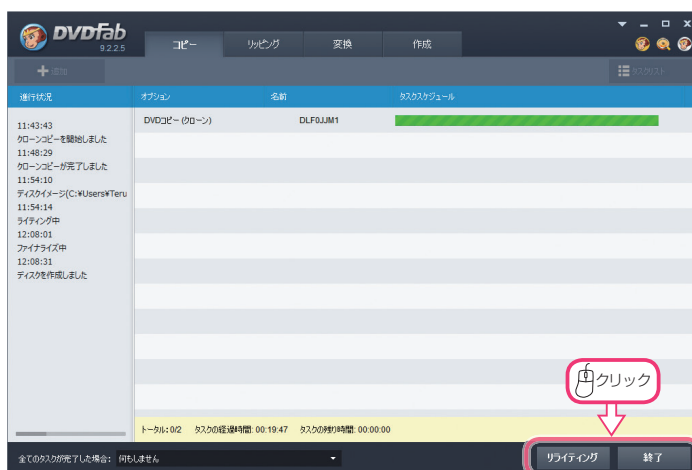 DVDFab
9.2.2.5
コピー
リッピング
変換
作成
追加
タスクリスト
進行状況
オプション
名前
タスクスケジュール
11:43:43
クローンコピーを開始しました
11:48:29
クローンコピーが完了しました
11:54:10
ディスクイメージ(C:¥Users¥Teru
11:54:14
ライティング中
12:08:01
ファイナライズ中
12:08:31
ディスクを作成しました
DVDコピー (クローン)
DLF0JJM1
クリック
トータル: 0/2 タスクの経過時間: 00:19:47 タスクの残り時間: 00:00:00
全てのタスクが完了した場合: 何もしません
リライティング
終了